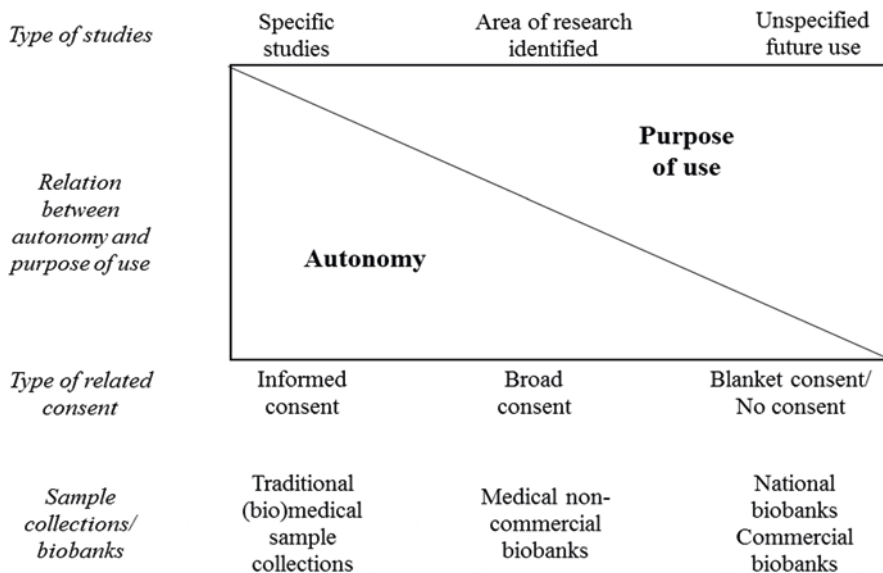 Type of studies
Specific
studies
Area of research
identified
Unspecified
future use
Relation
between
autonomy and
purpose of use
Purpose
of use
Autonomy
Type of related
consent
Informed
consent
Broad
consent
Blanket consent/
No consent
Sample
collections/
biobanks
Traditional
(bio)medical
sample
collections
Medical non-
commercial
biobanks
National
biobanks
Commercial
biobanks